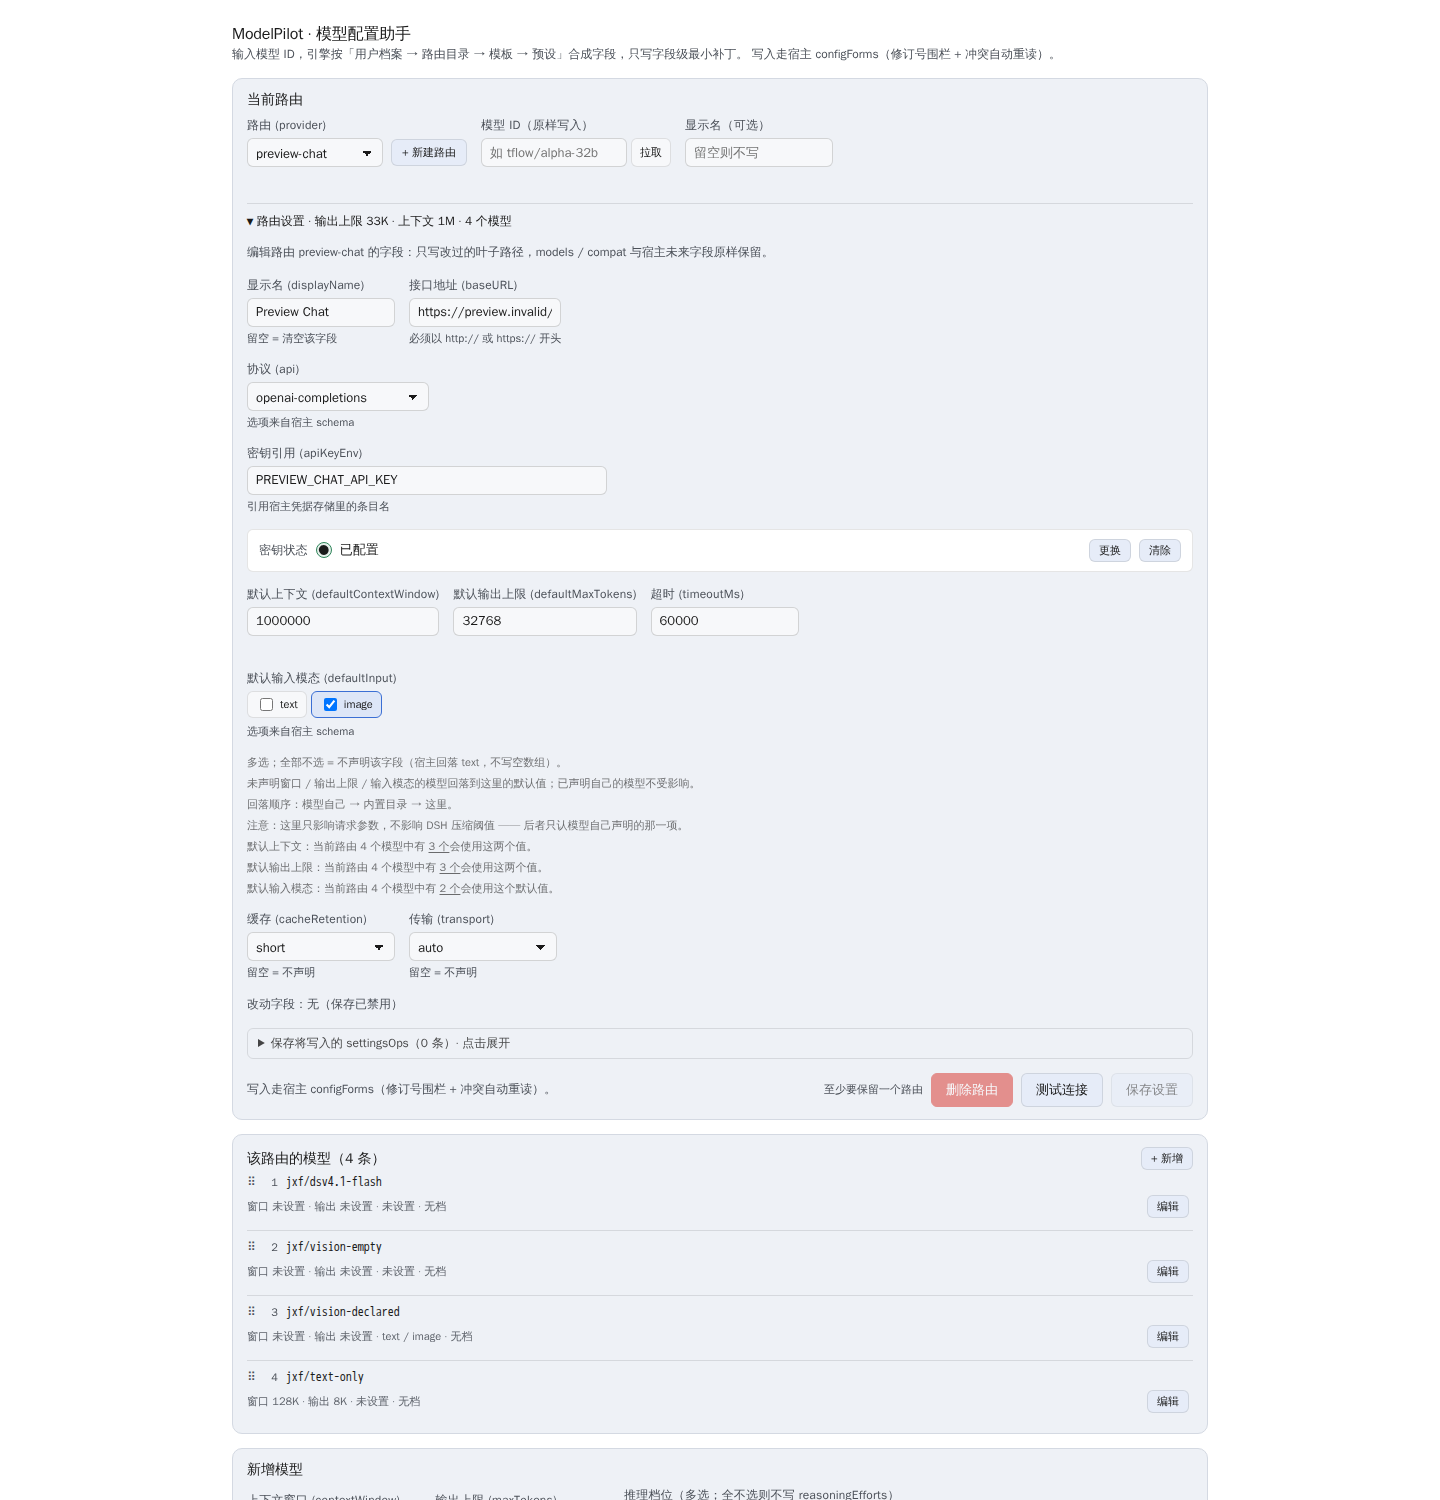 ModelPilot · 模型配置助手
输入模型 ID，引擎按「用户档案 → 路由目录 → 模板 → 预设」合成字段，只写字段级最小补丁。 写入走宿主 configForms（修订号围栏 + 冲突自动重读）。
当前路由
路由 (provider)
模型 ID（原样写入）
显示名（可选）
preview-chat
+ 新建路由
如 tflow/alpha-32b
拉取
留空则不写
▾ 路由设置 · 输出上限 33K · 上下文 1M · 4 个模型
编辑路由 preview-chat 的字段：只写改过的叶子路径，models / compat 与宿主未来字段原样保留。
显示名 (displayName)
接口地址 (baseURL)
Preview Chat
https://preview.invalid/
留空 = 清空该字段
必须以 http:// 或 https:// 开头
协议 (api)
openai-completions
选项来自宿主 schema
密钥引用 (apiKeyEnv)
PREVIEW_CHAT_API_KEY
引用宿主凭据存储里的条目名
密钥状态 已配置
更换
清除
默认上下文 (defaultContextWindow)
默认输出上限 (defaultMaxTokens)
超时 (timeoutMs)
1000000
32768
60000
默认输入模态 (defaultInput)
text
image
选项来自宿主 schema
多选；全部不选 = 不声明该字段（宿主回落 text，不写空数组）。
未声明窗口 / 输出上限 / 输入模态的模型回落到这里的默认值；已声明自己的模型不受影响。
回落顺序：模型自己 → 内置目录 → 这里。
注意：这里只影响请求参数，不影响 DSH 压缩阈值 —— 后者只认模型自己声明的那一项。
默认上下文：当前路由 4 个模型中有 3 个会使用这两个值。
默认输出上限：当前路由 4 个模型中有 3 个会使用这两个值。
默认输入模态：当前路由 4 个模型中有 2 个会使用这个默认值。
缓存 (cacheRetention)
传输 (transport)
short
auto
留空 = 不声明
留空 = 不声明
改动字段：无（保存已禁用）
▸ 保存将写入的 settingsOps（0 条）· 点击展开
写入走宿主 configForms（修订号围栏 + 冲突自动重读）。
至少要保留一个路由
删除路由
测试连接
保存设置
该路由的模型（4 条）
+ 新增
⠿ 1 jxf/dsv4.1-flash
窗口 未设置 · 输出 未设置 · 未设置 · 无档
编辑
⠿ 2 jxf/vision-empty
窗口 未设置 · 输出 未设置 · 未设置 · 无档
编辑
⠿ 3 jxf/vision-declared
窗口 未设置 · 输出 未设置 · text / image · 无档
编辑
⠿ 4 jxf/text-only
窗口 128K · 输出 8K · 未设置 · 无档
编辑
新增模型
上下文窗口 (contextWindow)
输出上限 (maxTokens)
推理档位（多选；全不选则不写 reasoningEfforts）